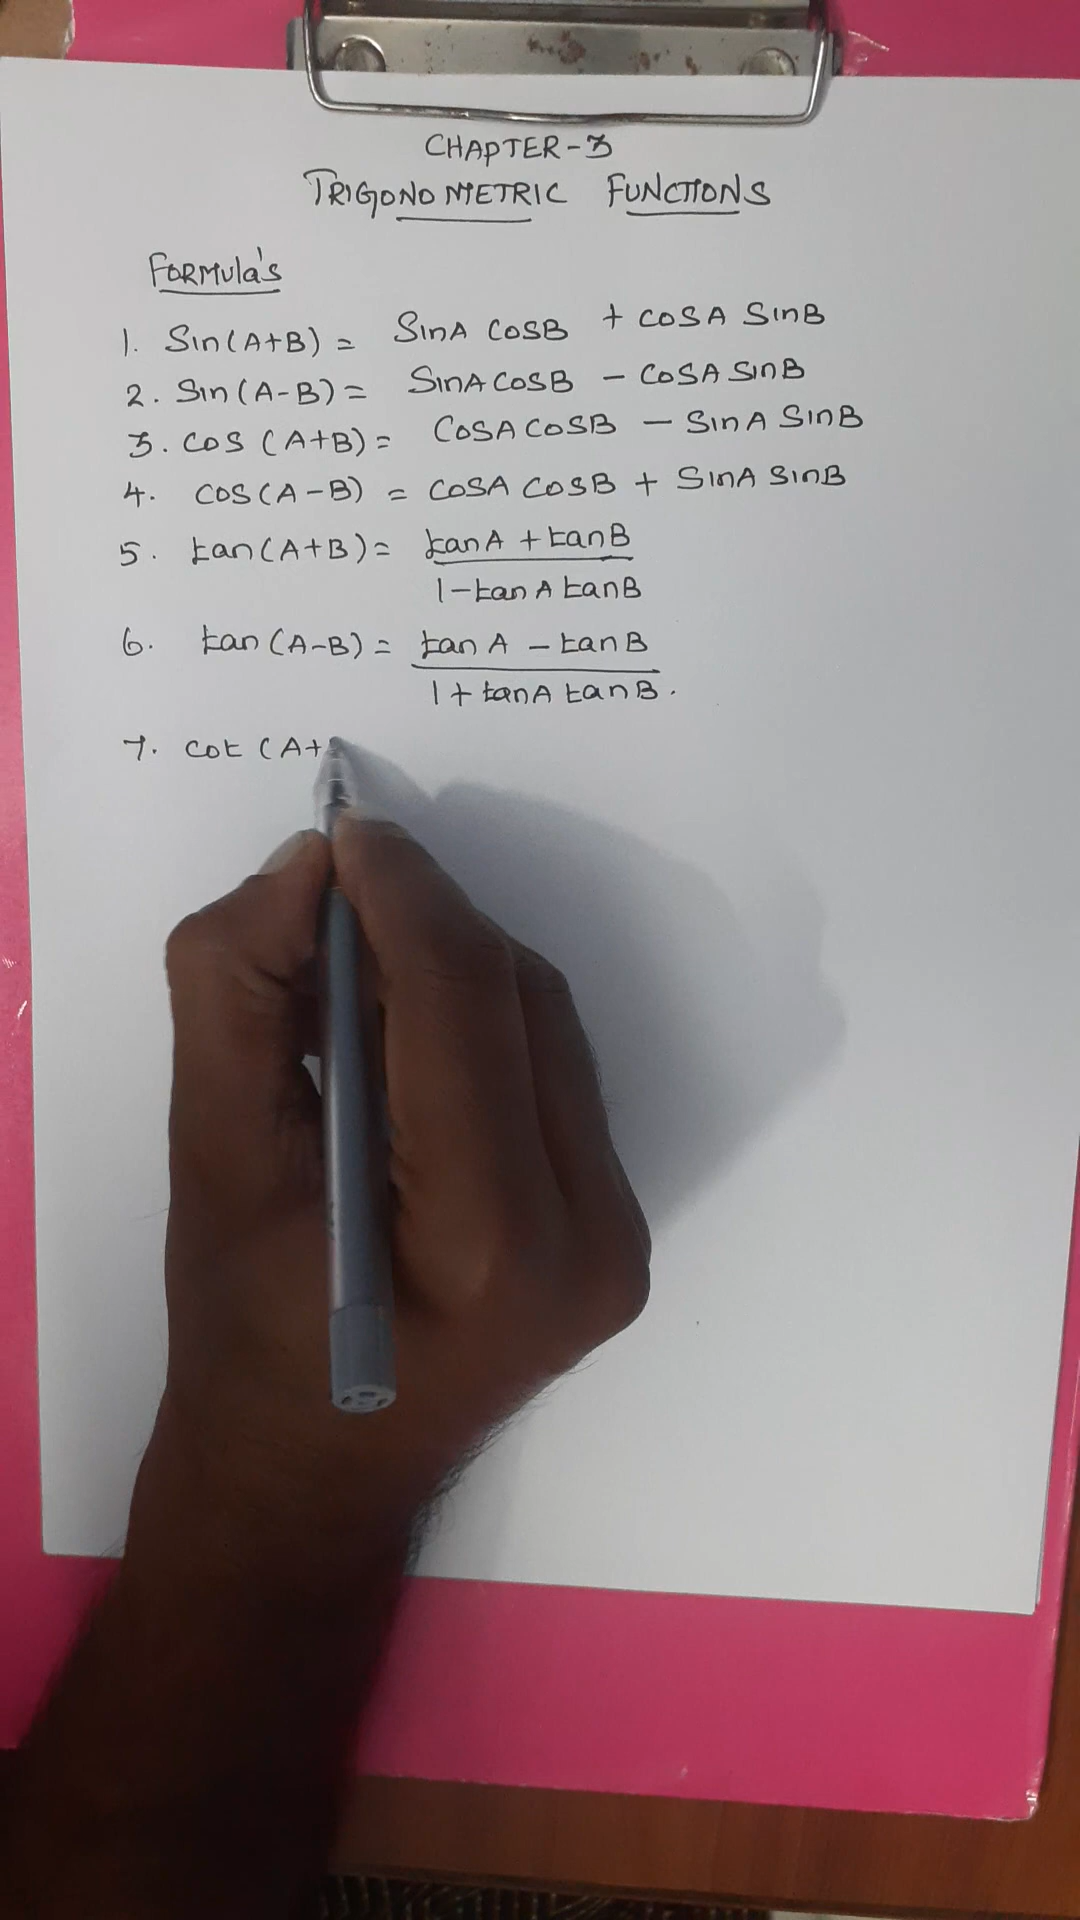 CHAPTER-3
TRIGONOMETRIC FUNCTIONS
FORMULA'S
1. Sin(A+B) = SinA COSB + COSA SinB
2. Sin(A-B) = SinA COSB - COSA SinB
3. COS (A+B) = COSA COSB - SinA SinB
4. COS(A-B) = COSA COSB + SinA SinB
5. tan(A+B) = tanA + tanB
1-tanA tanB
6. tan(A-B) = tanA - tanB
1+tanA tanB.
7. Cot (A+